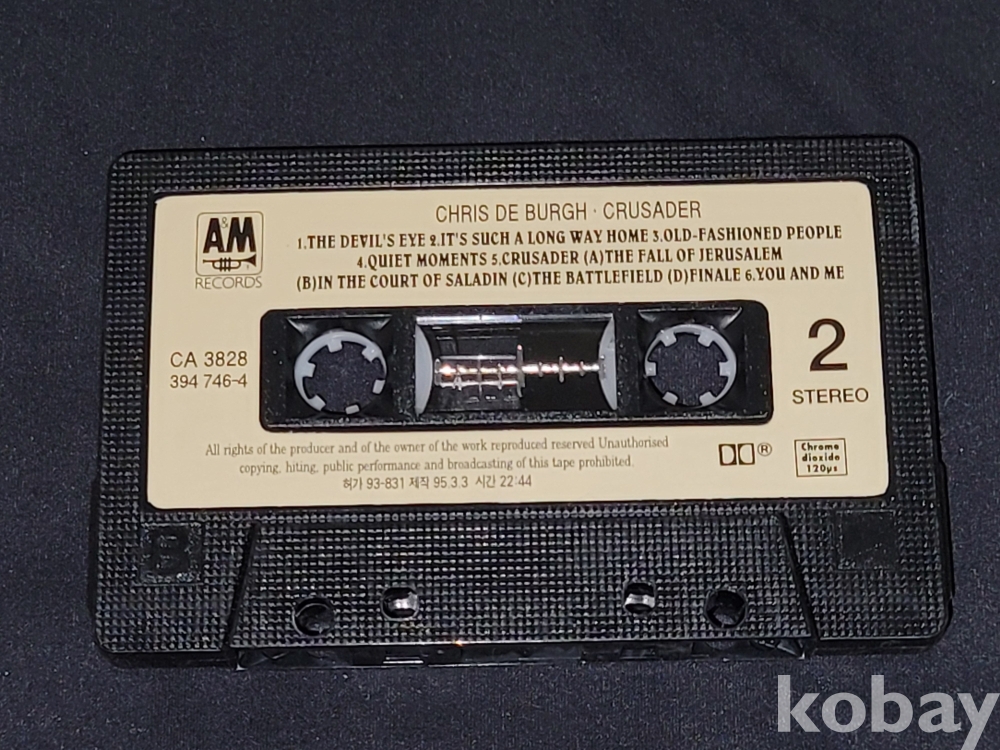 CHRIS DE BURGH · CRUSADER
A&M
RECORDS
1.THE DEVIL'S EYE 2.IT'S SUCH A LONG WAY HOME 3.OLD-FASHIONED PEOPLE
4.QUIET MOMENTS 5.CRUSADER (A)THE FALL OF JERUSALEM
(B)IN THE COURT OF SALADIN (C)THE BATTLEFIELD (D)FINALE 6.YOU AND ME
CA 3828
394 746-4
2
STEREO
All rights of the producer and of the owner of the work reproduced reserved Unauthorised
copying, hiting, public performance and broadcasting of this tape prohibited.
허가 93-831 제작 95.3.3 시간 22:44
Chrome
dioxide
120µs
B
kobay